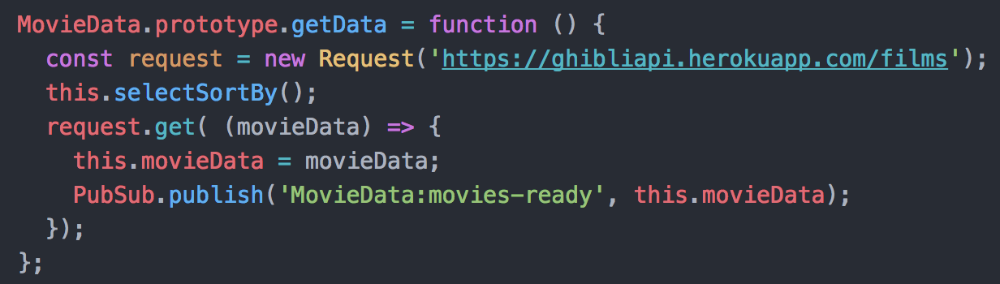 MovieData.prototype.getData = function () {
const request = new Request('https://ghibliapi.herokuapp.com/films');
this.selectSortBy();
request.get( (movieData) => {
this.movieData = movieData;
PubSub.publish('MovieData:movies-ready', this.movieData);
});
};